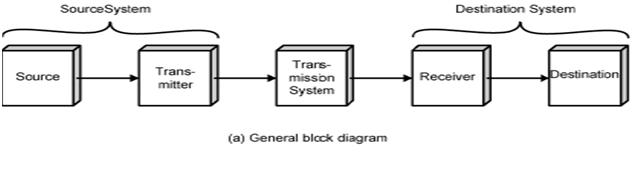 SourceSystem
Destination System
Source
Trans-
mitter
Trans-
mission
System
Receiver
Destination
(a) General block diagram